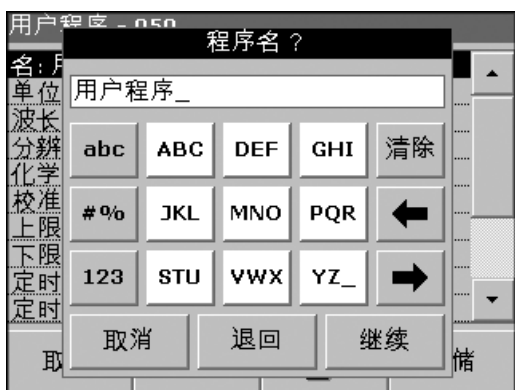 用户程序 - 050
程序名 ?
名: 用
单位
波长
分辨
化学
校准
上限
下限
定时
定时
用户程序_
abc ABC DEF GHI 清除
#% JKL MNO PQR
123 STU VWX YZ_
取消 退回 继续
取 储